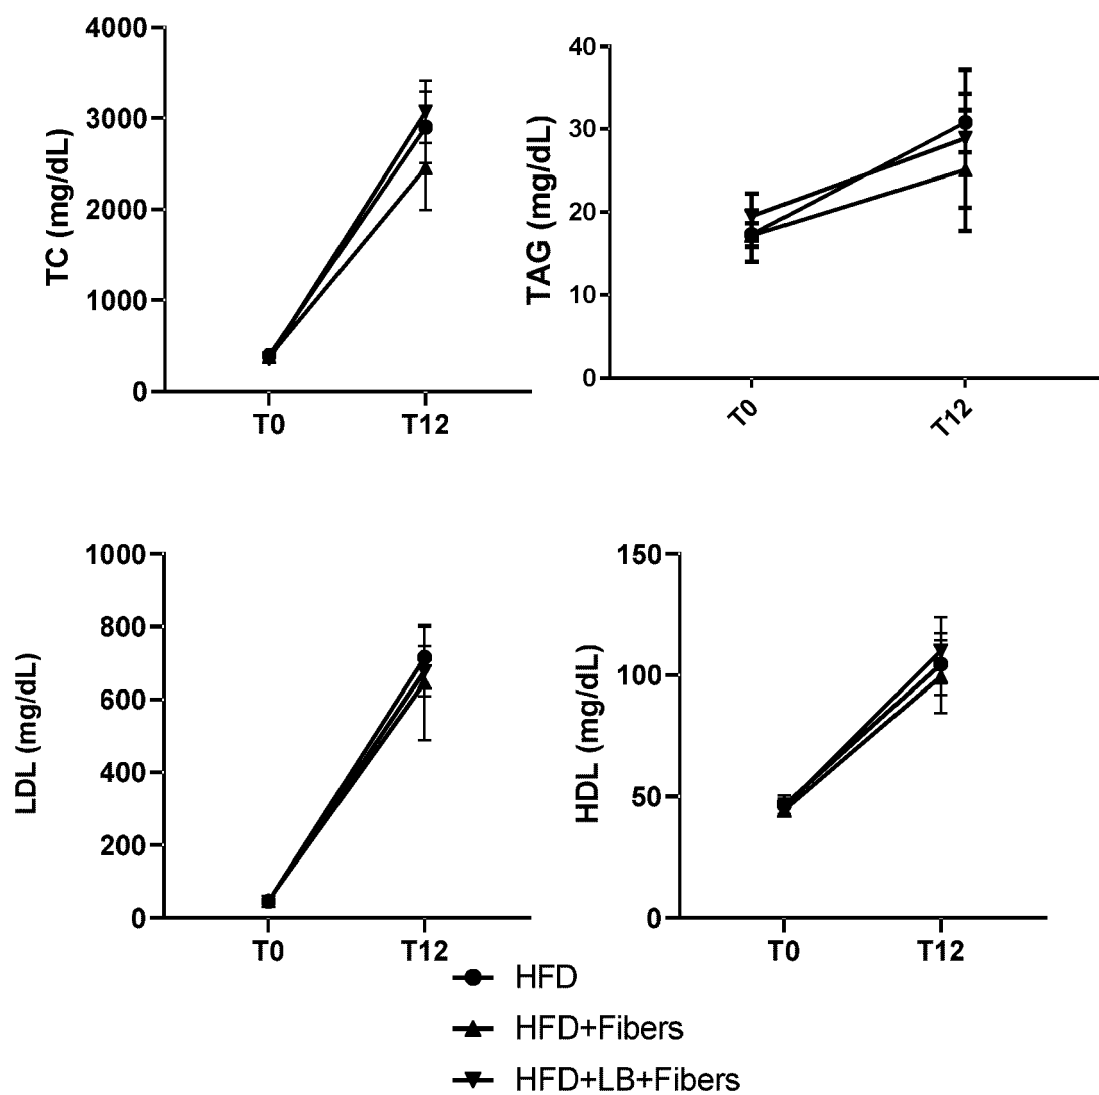 TC (mg/dL)
4000
3000
2000
1000
0
T0 T12
TAG (mg/dL)
40
30
20
10
0
T0 T12
LDL (mg/dL)
1000
800
600
400
200
0
T0 T12
HDL (mg/dL)
150
100
50
0
T0 T12
HFD
HFD+Fibers
HFD+LB+Fibers